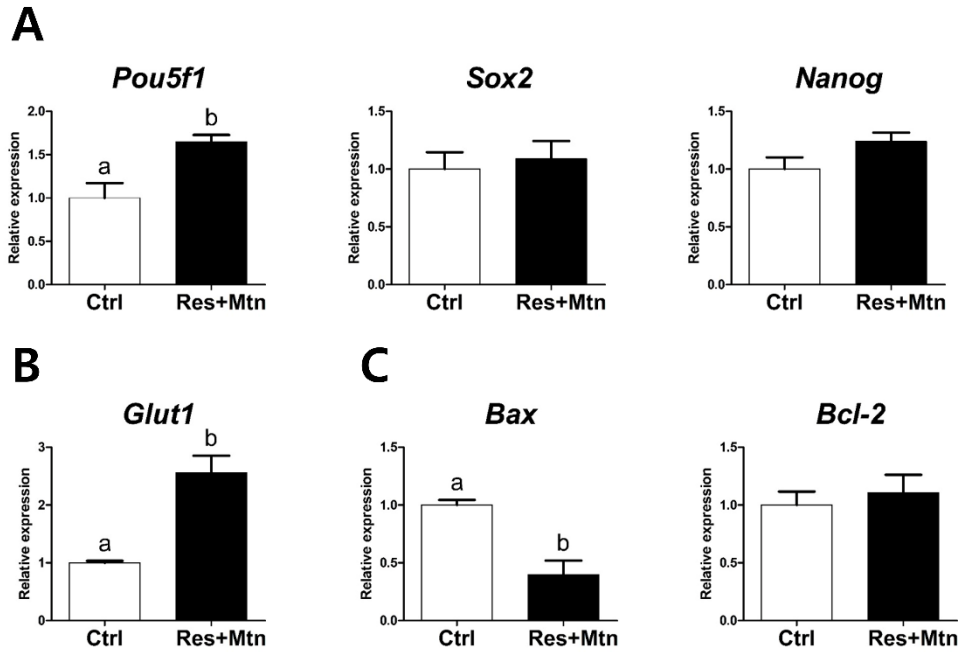 A
Pou5f1
Relative expression
2.0
1.5
1.0
0.5
0.0
a
b
Ctrl
Res+Mtn
Sox2
Relative expression
1.5
1.0
0.5
0.0
Ctrl
Res+Mtn
Nanog
Relative expression
1.5
1.0
0.5
0.0
Ctrl
Res+Mtn
B
Glut1
Relative expression
3
2
1
0
a
b
Ctrl
Res+Mtn
C
Bax
Relative expression
1.5
1.0
0.5
0.0
a
b
Ctrl
Res+Mtn
Bcl-2
Relative expression
1.5
1.0
0.5
0.0
Ctrl
Res+Mtn